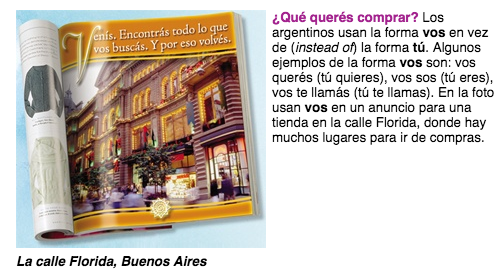 Venís. Encontrás todo lo que
vos buscás. Y por eso volvés.
¿Qué querés comprar? Los
argentinos usan la forma vos en vez
de (instead of) la forma tú. Algunos
ejemplos de la forma vos son: vos
querés (tú quieres), vos sos (tú eres),
vos te llamás (tú te llamas). En la foto
usan vos en un anuncio para una
tienda en la calle Florida, donde hay
muchos lugares para ir de compras.
La calle Florida, Buenos Aires